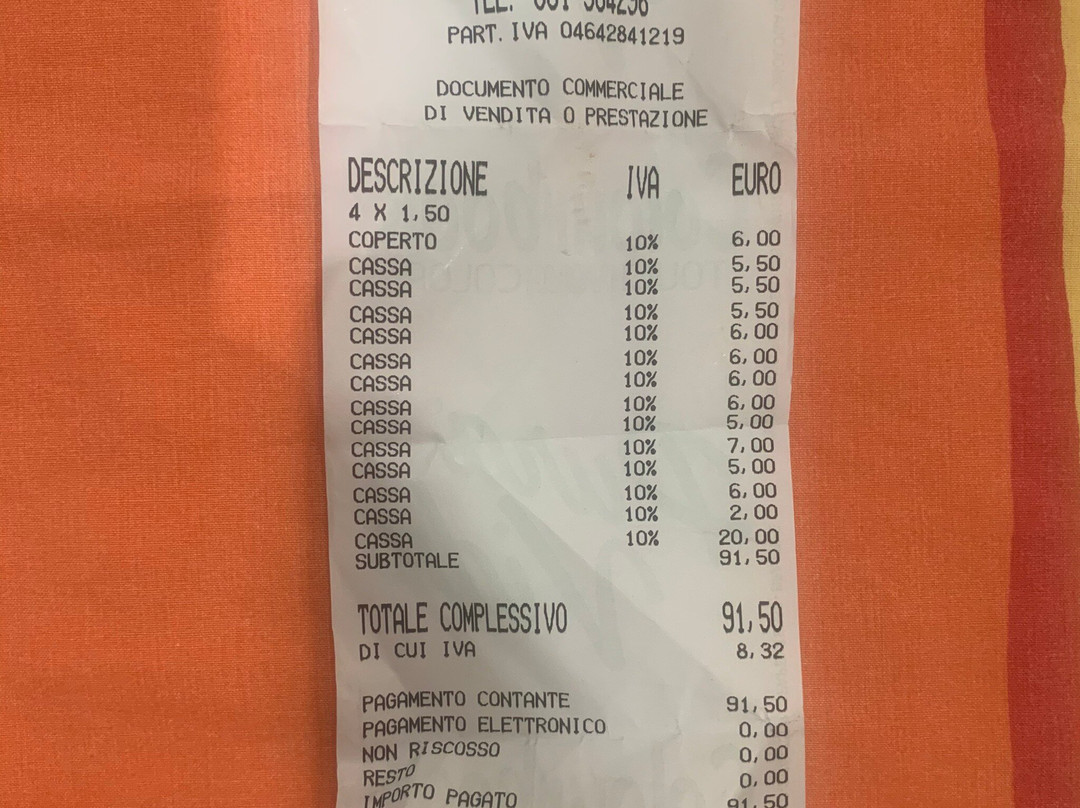 PART. IVA 04642841219
DOCUMENTO COMMERCIALE
DI VENDITA O PRESTAZIONE
DESCRIZIONE IVA EURO
4 X 1,50
COPERTO 10% 6,00
CASSA 10% 5,50
CASSA 10% 5,50
CASSA 10% 5,50
CASSA 10% 6,00
CASSA 10% 6,00
CASSA 10% 6,00
CASSA 10% 6,00
CASSA 10% 5,00
CASSA 10% 7,00
CASSA 10% 5,00
CASSA 10% 6,00
CASSA 10% 2,00
CASSA 10% 20,00
SUBTOTALE 91,50
TOTALE COMPLESSIVO 91,50
DI CUI IVA 8,32
PAGAMENTO CONTANTE 91,50
PAGAMENTO ELETTRONICO 0,00
NON RISCOSSO 0,00
RESTO 0,00
IMPORTO PAGATO 91,50